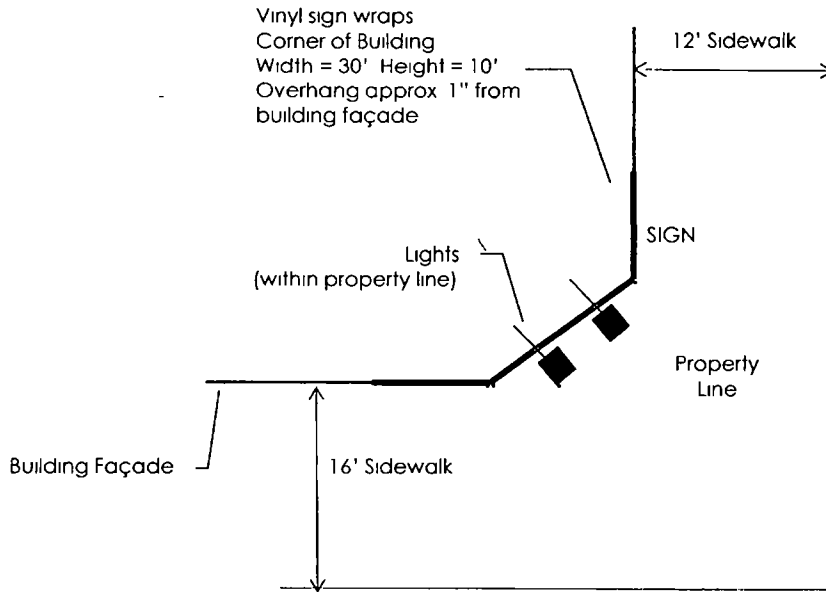 Vinyl sign wraps
Corner of Building
Width = 30' Height = 10'
Overhang approx 1" from
building façade
12' Sidewalk
SIGN
Lights
(within property line)
Property
Line
Building Façade
16' Sidewalk